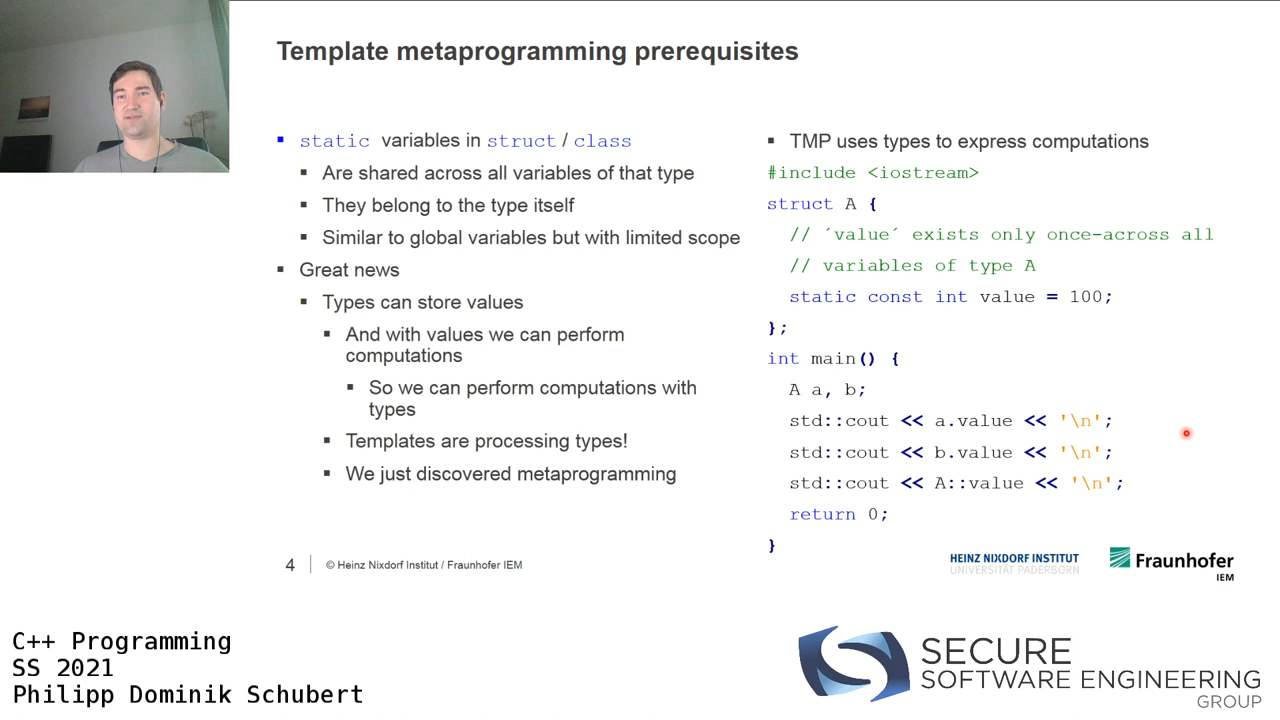 Template metaprogramming prerequisites
static variables in struct / class
Are shared across all variables of that type
They belong to the type itself
Similar to global variables but with limited scope
Great news
Types can store values
And with values we can perform
computations
So we can perform computations with
types
Templates are processing types!
We just discovered metaprogramming
TMP uses types to express computations
#include <iostream>
struct A {
// ´value´ exists only once-across all
// variables of type A
static const int value = 100;
};
int main() {
A a, b;
std::cout << a.value << '\n';
std::cout << b.value << '\n';
std::cout << A::value << '\n';
return 0;
}
4
© Heinz Nixdorf Institut / Fraunhofer IEM
HEINZ NIXDORF INSTITUT
UNIVERSITÄT PADERBORN
Fraunhofer
IEM
C++ Programming
SS 2021
Philipp Dominik Schubert
SECURE
SOFTWARE ENGINEERING
GROUP